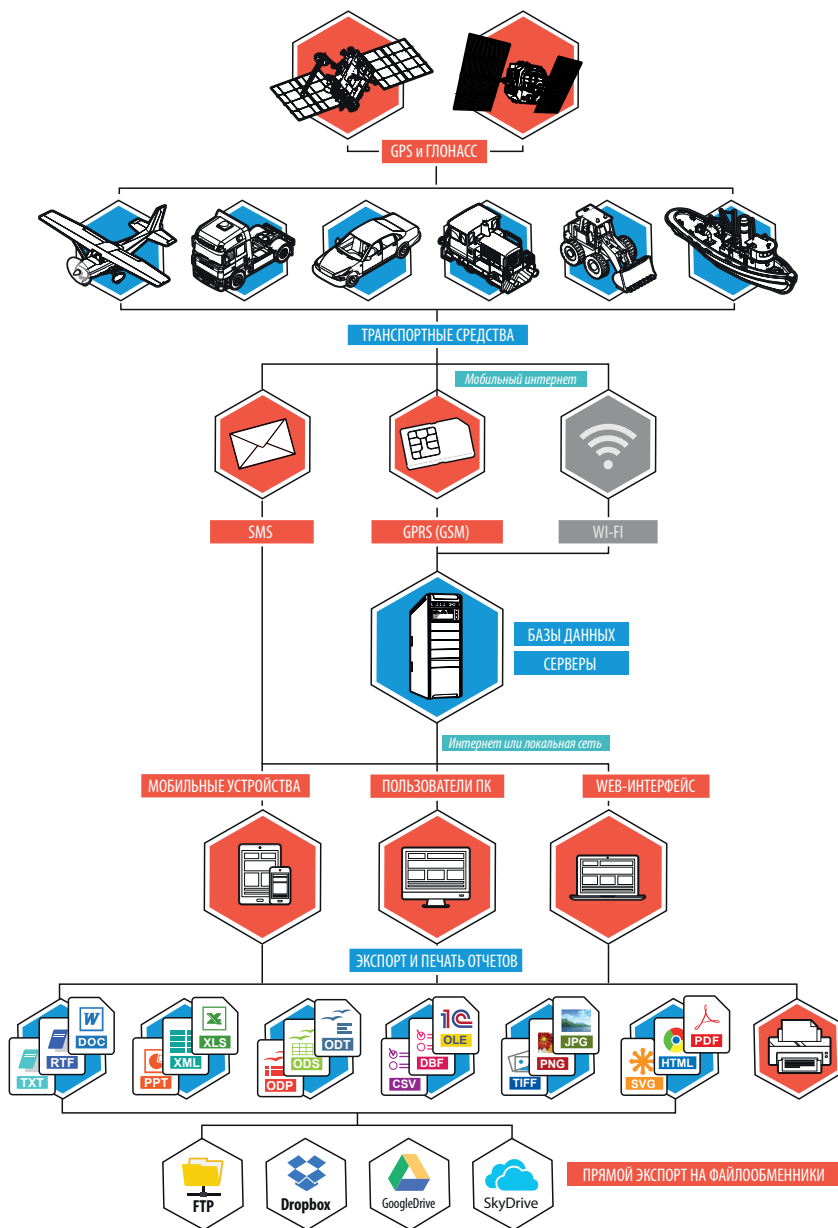 GPS и ГЛОНАСС
ТРАНСПОРТНЫЕ СРЕДСТВА
Мобильный интернет
SMS
GPRS (GSM)
WI-FI
БАЗЫ ДАННЫХ
СЕРВЕРЫ
Интернет или локальная сеть
МОБИЛЬНЫЕ УСТРОЙСТВА
ПОЛЬЗОВАТЕЛИ ПК
WEB-ИНТЕРФЕЙС
ЭКСПОРТ И ПЕЧАТЬ ОТЧЕТОВ
W
DOC
RTF
TXT
X
XLS
XML
PPT
ODT
ODS
ODP
1С
OLE
DBF
CSV
JPG
PNG
TIFF
PDF
HTML
SVG
FTP
Dropbox
GoogleDrive
SkyDrive
ПРЯМОЙ ЭКСПОРТ НА ФАЙЛООБМЕННИКИ